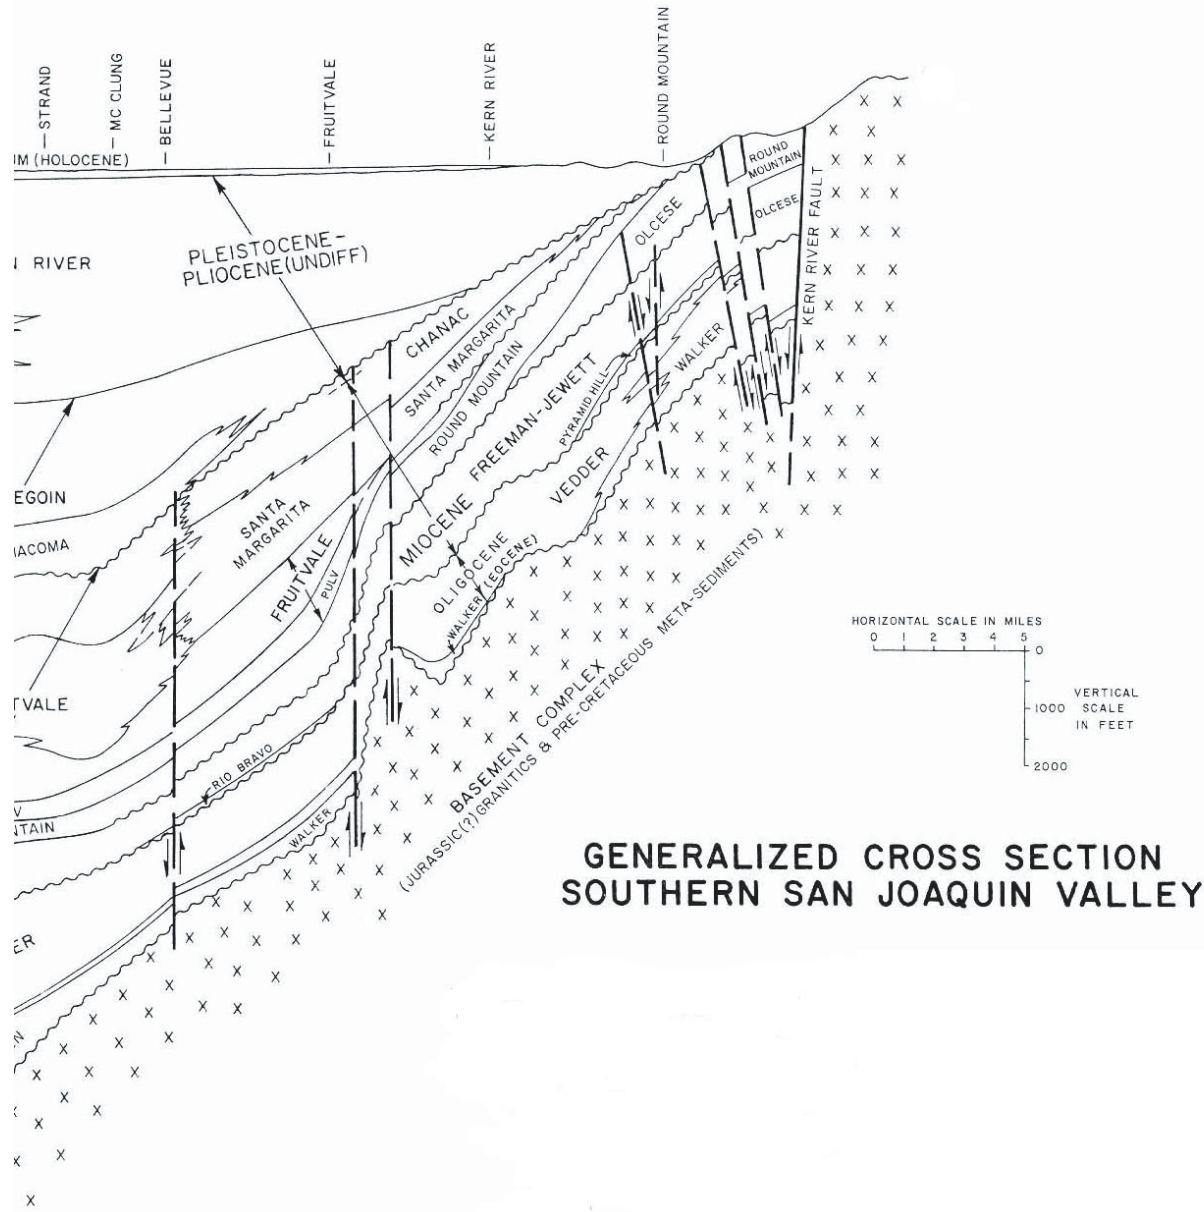 STRAND
MC CLUNG
BELLEVUE
FRUITVALE
KERN RIVER
ROUND MOUNTAIN
UM (HOLOCENE)
PLEISTOCENE-
PLIOCENE (UNDIFF)
N RIVER
ROUND
MOUNTAIN
OLCESE
OLCESE
KERN RIVER FAULT
CHANAC
SANTA MARGARITA
ROUND MOUNTAIN
WALKER
FREEMAN-JEWETT
PYRAMID HILL
VEDDER
MIOCENE
EGOIN
IACOMA
SANTA
MARGARITA
FRUITVALE
PULV
OLIGOCENE
WALKER (EOCENE)
TVALE
RIO BRAVO
V
NTAIN
WALKER
ER
N
BASEMENT COMPLEX
(JURASSIC(?) GRANITICS & PRE-CRETACEOUS META-SEDIMENTS)
HORIZONTAL SCALE IN MILES
0 1 2 3 4 5
0
1000
2000
VERTICAL
SCALE
IN FEET
GENERALIZED CROSS SECTION
SOUTHERN SAN JOAQUIN VALLEY